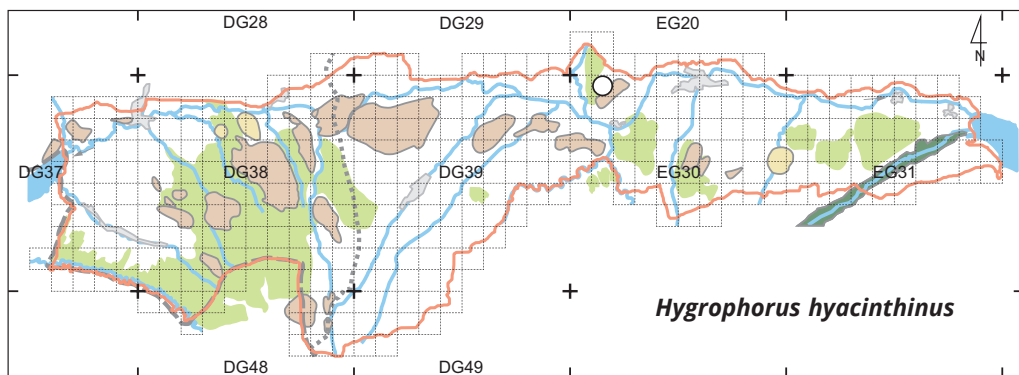 DG28 DG29 EG20
N
DG37 DG38 DG39 EG30 EG31
Hygrophorus hyacinthinus
DG48 DG49